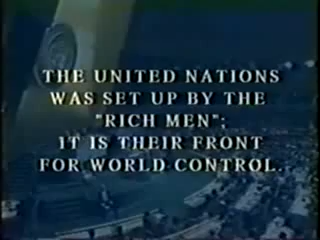 THE UNITED NATIONS
WAS SET UP BY THE
"RICH MEN";
IT IS THEIR FRONT
FOR WORLD CONTROL.